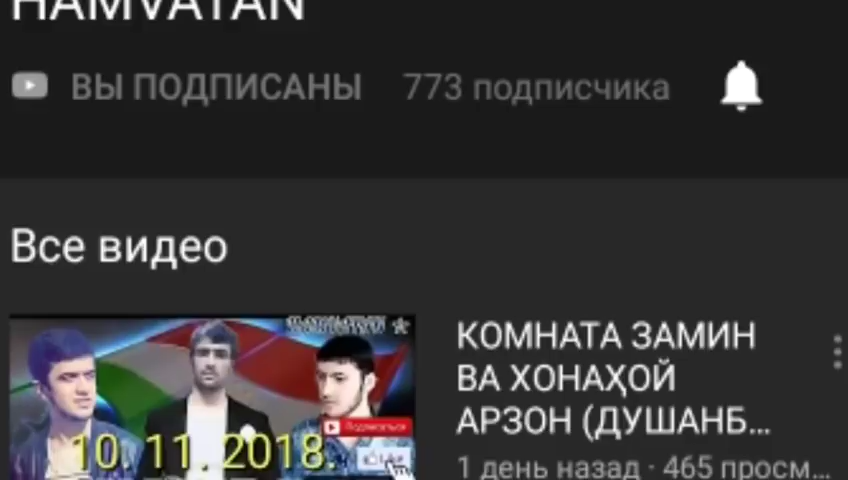 HAMVATAN
ВЫ ПОДПИСАНЫ 773 подписчика
Все видео
КОМНАТА ЗАМИН
ВА ХОНАҲОЙ
АРЗОН (ДУШАНБ...
1 день назад · 465 просм...
Подписаться
10. 11. 2018.